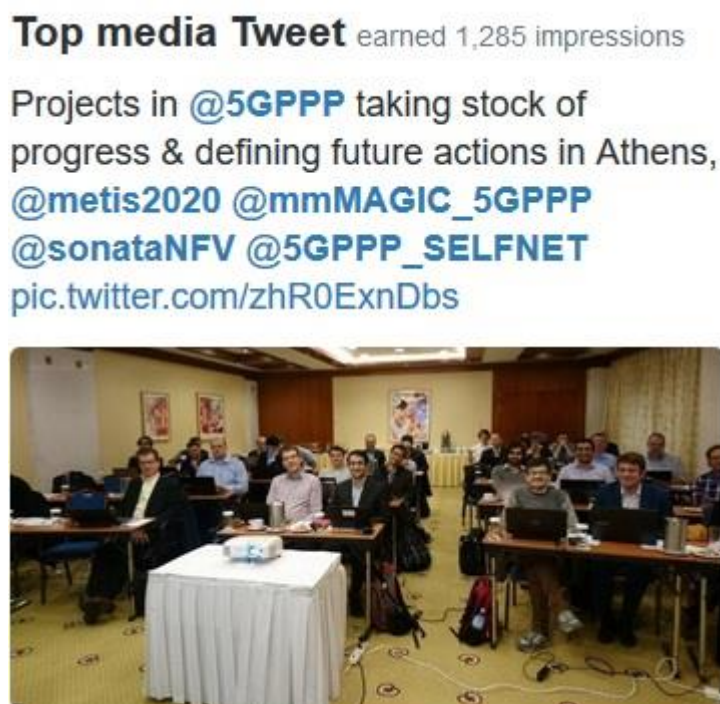 Top media Tweet earned 1,285 impressions
Projects in @5GPPP taking stock of
progress & defining future actions in Athens,
@metis2020 @mmMAGIC_5GPPP
@sonataNFV @5GPPP_SELFNET
pic.twitter.com/zhR0ExnDbs